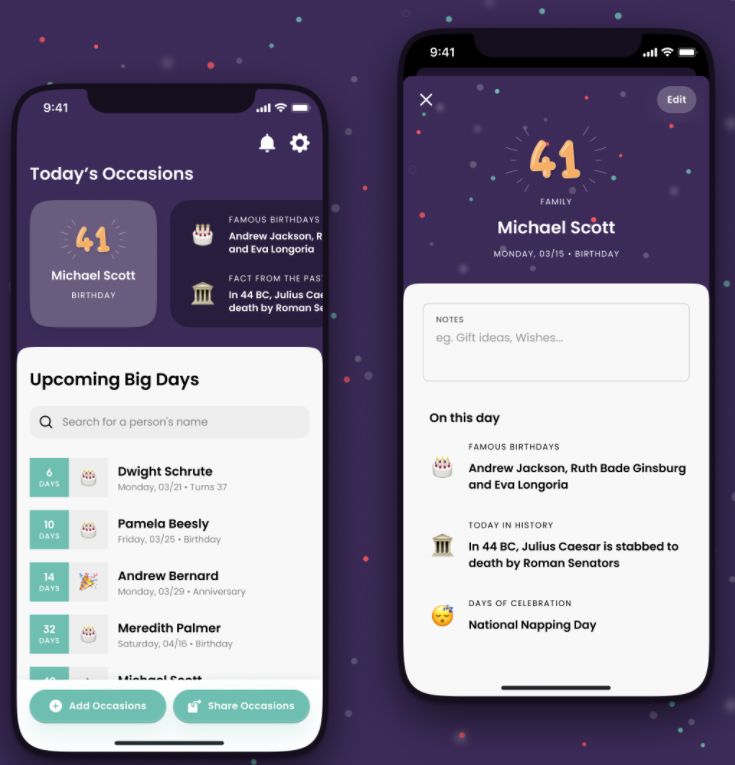 9:41
Today's Occasions
41
Michael Scott
BIRTHDAY
FAMOUS BIRTHDAYS
Andrew Jackson, R
and Eva Longoria
FACT FROM THE PAS
In 44 BC, Julius Cae
death by Roman Se
Upcoming Big Days
Search for a person's name
6
DAYS
Dwight Schrute
Monday, 03/21 • Turns 37
10
DAYS
Pamela Beesly
Friday, 03/25 • Birthday
14
DAYS
Andrew Bernard
Monday, 03/29 • Anniversary
32
DAYS
Meredith Palmer
Saturday, 04/16 • Birthday
Michael Scott
Add Occasions
Share Occasions
9:41
Edit
41
FAMILY
Michael Scott
MONDAY, 03/15 • BIRTHDAY
NOTES
eg. Gift ideas, Wishes...
On this day
FAMOUS BIRTHDAYS
Andrew Jackson, Ruth Bade Ginsburg
and Eva Longoria
TODAY IN HISTORY
In 44 BC, Julius Caesar is stabbed to
death by Roman Senators
DAYS OF CELEBRATION
National Napping Day